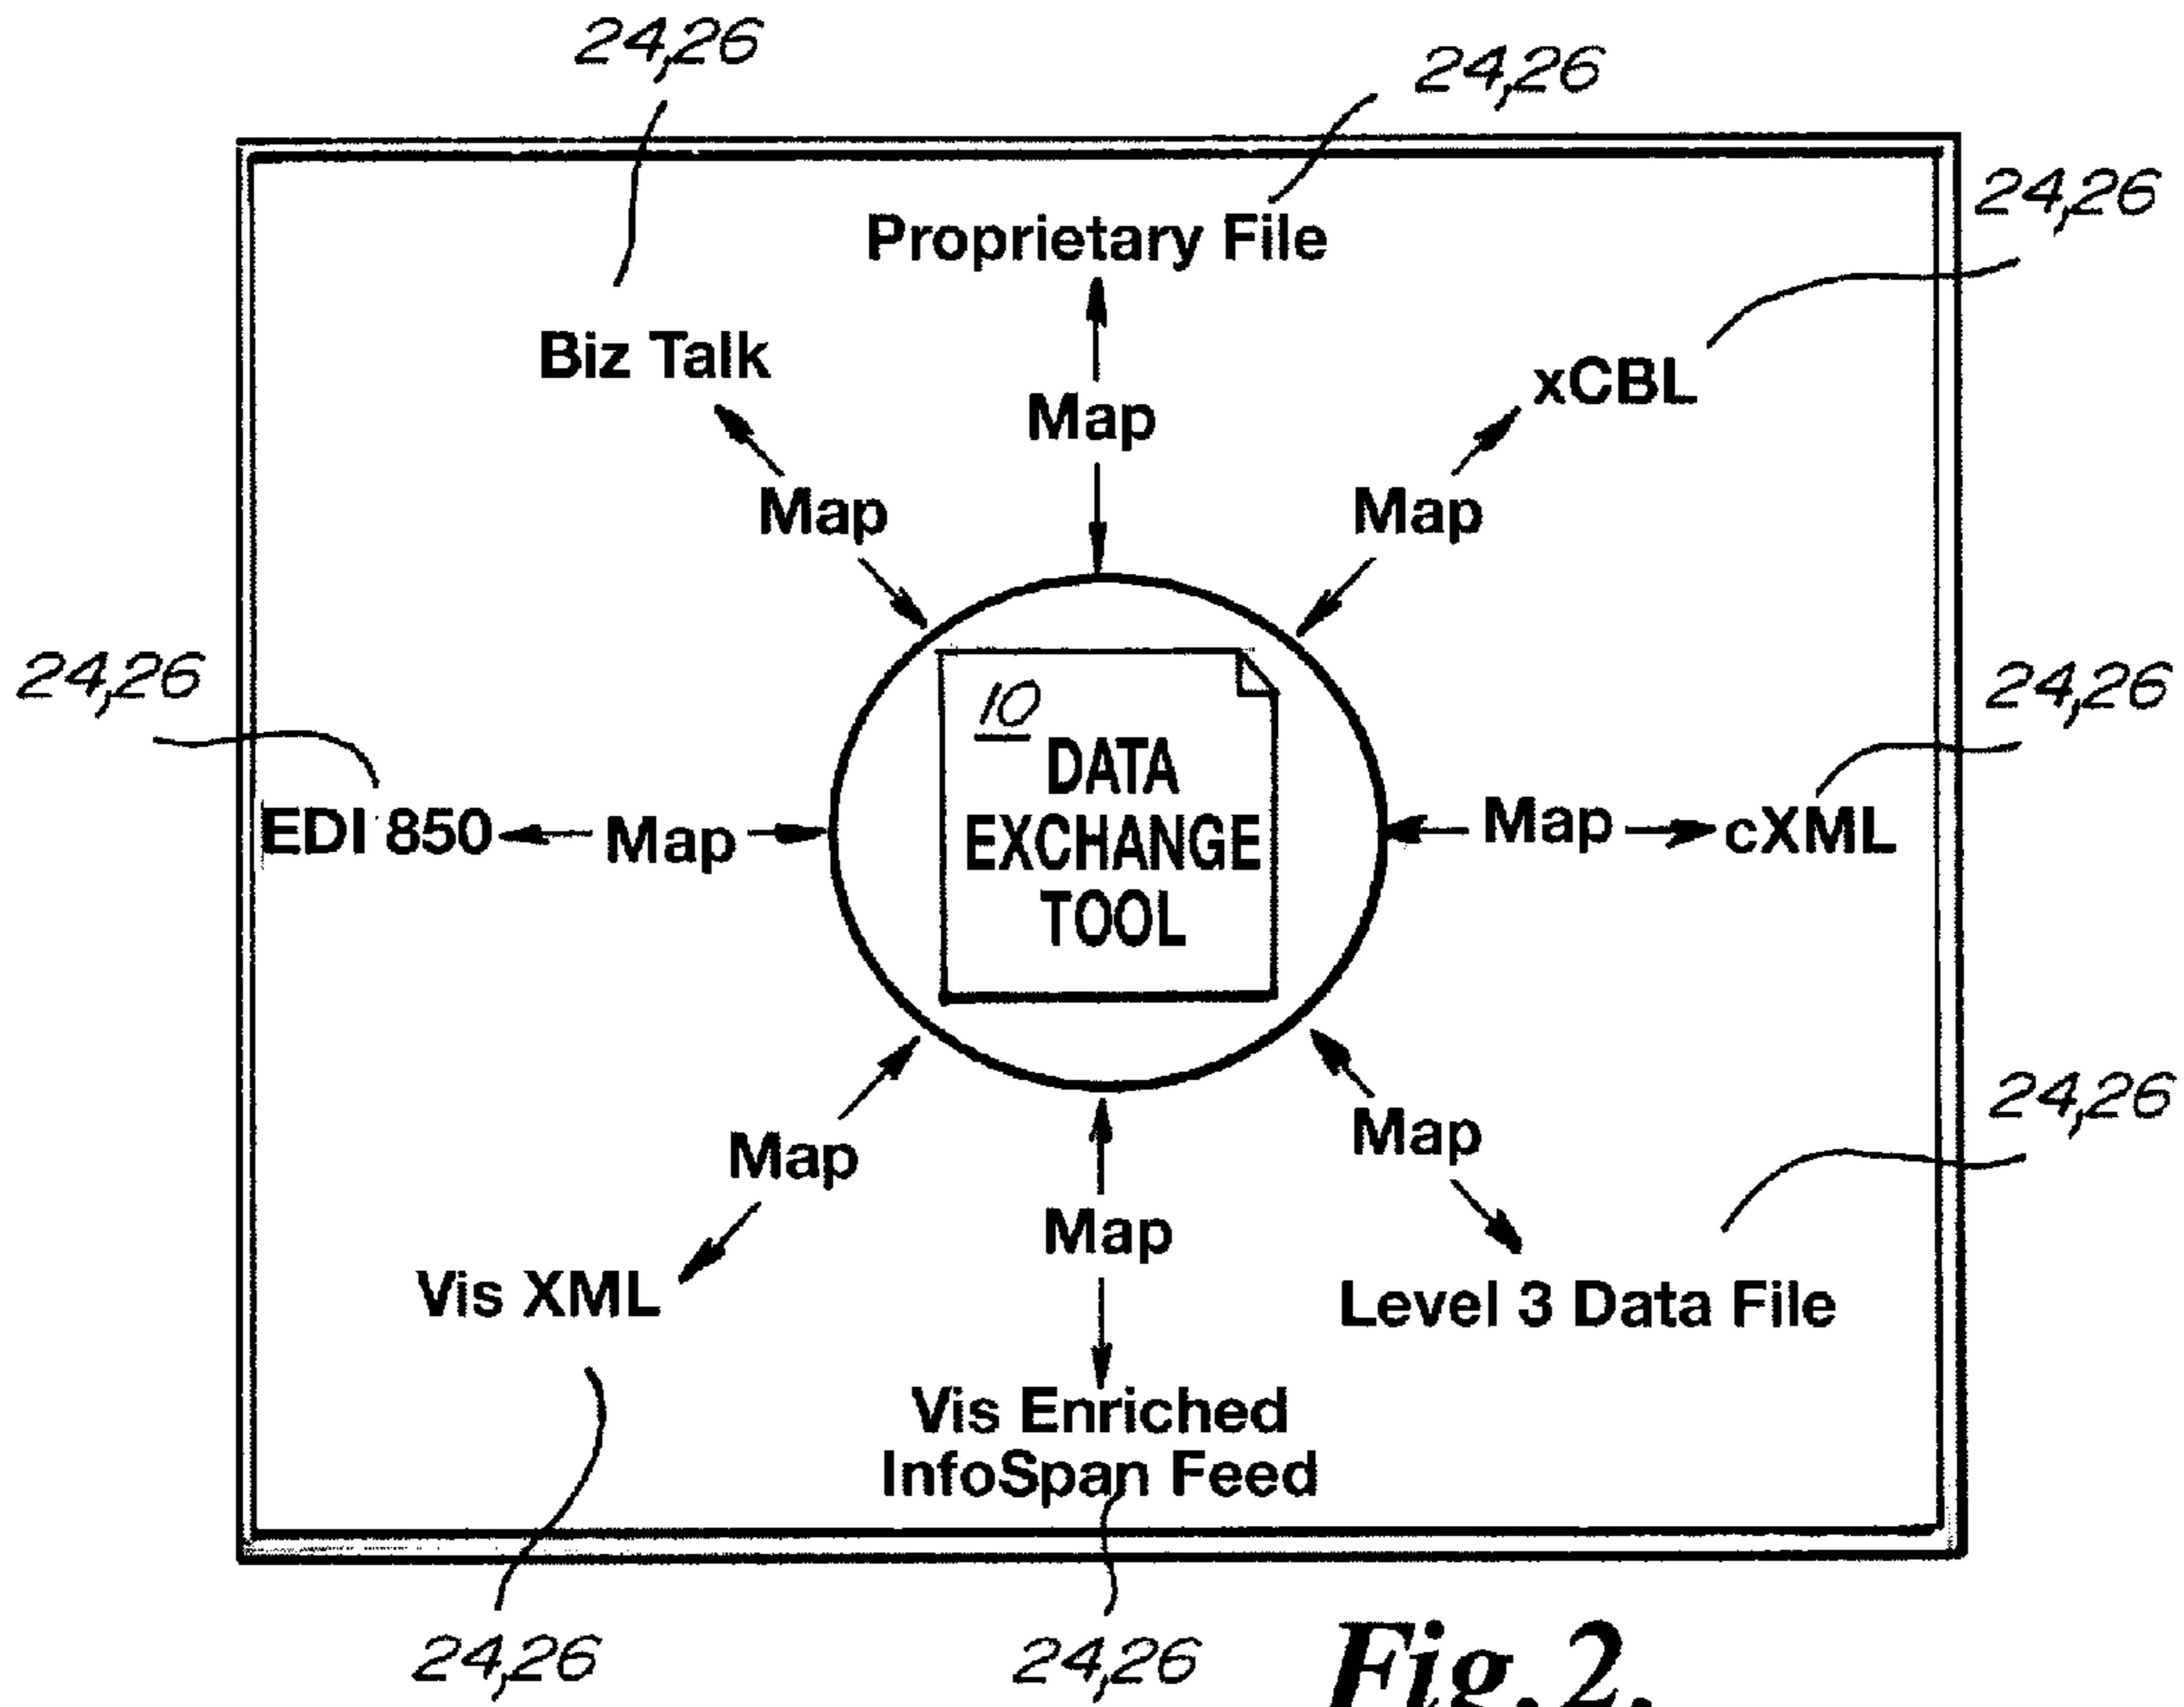 24,26
24,26
24,26
Proprietary File
Biz Talk
xCBL
Map
Map
Map
24,26
24,26
10
DATA
EXCHANGE
TOOL
EDI 850
Map
Map
cXML
24,26
Map
Map
Map
Vis XML
Level 3 Data File
Vis Enriched
InfoSpan Feed
24,26
24,26
Fig. 2.